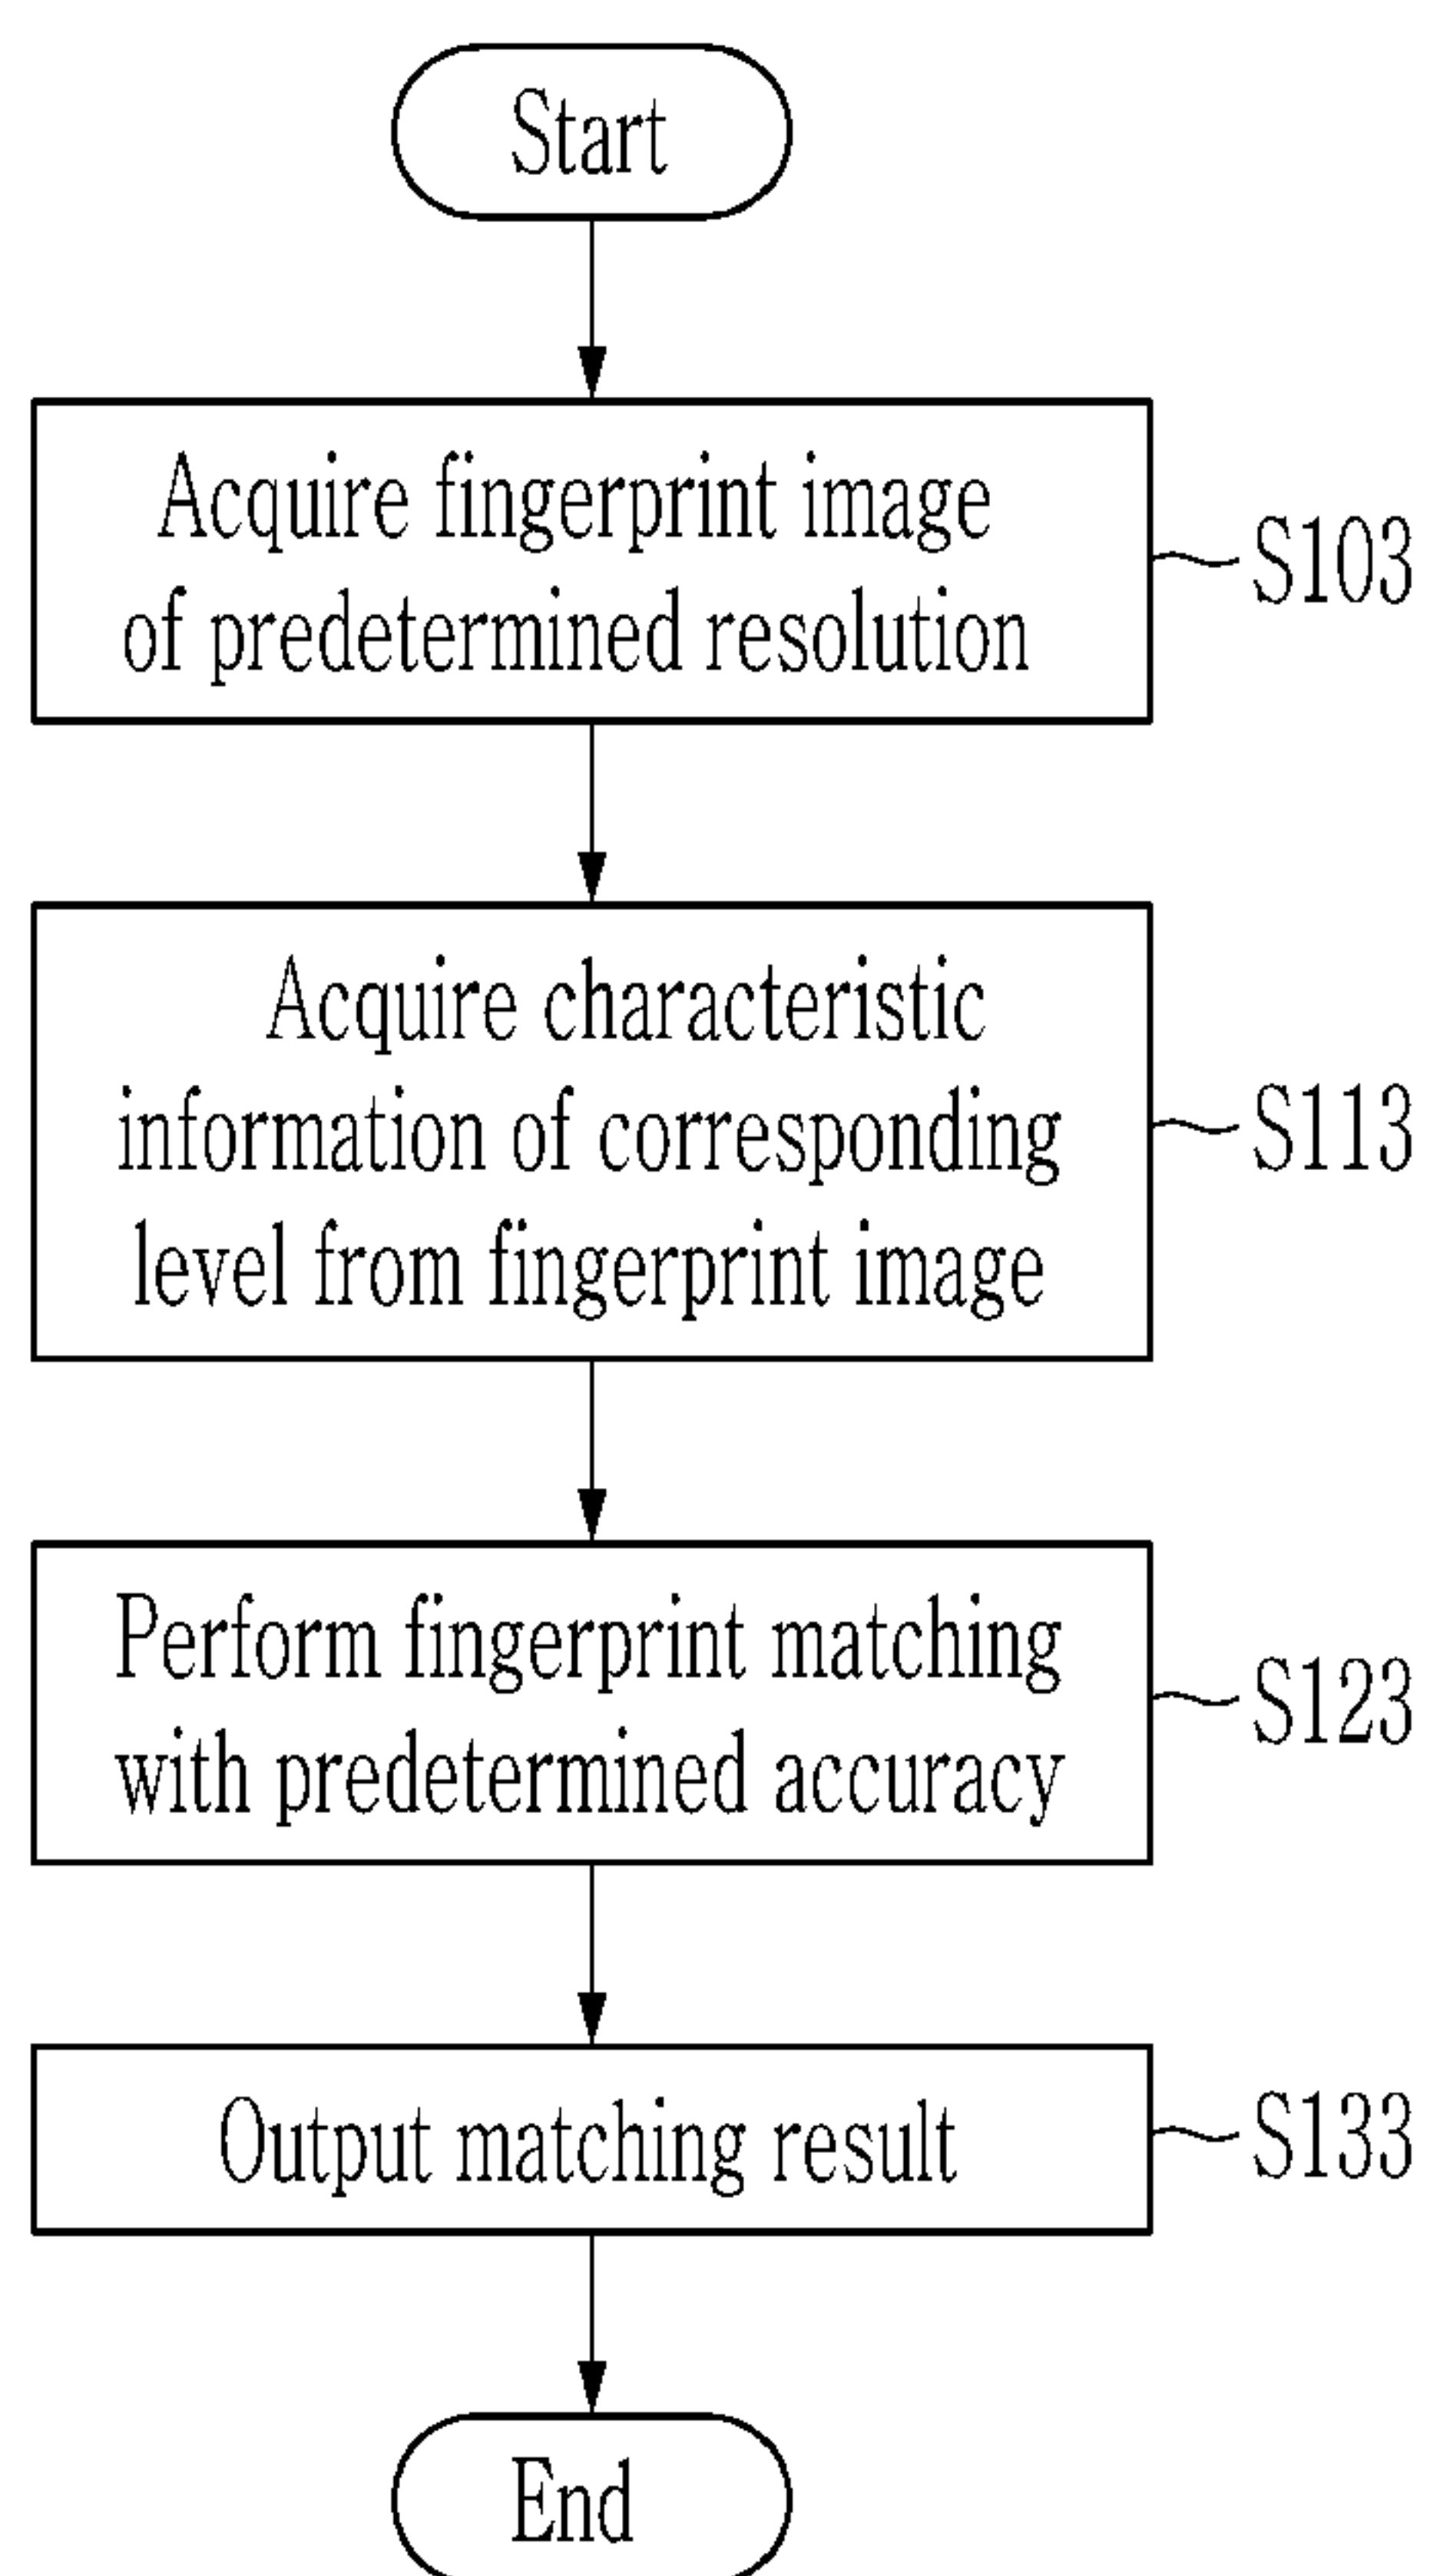 Start
Acquire fingerprint image
of predetermined resolution
S103
Acquire characteristic
information of corresponding
level from fingerprint image
S113
Perform fingerprint matching
with predetermined accuracy
S123
Output matching result
S133
End